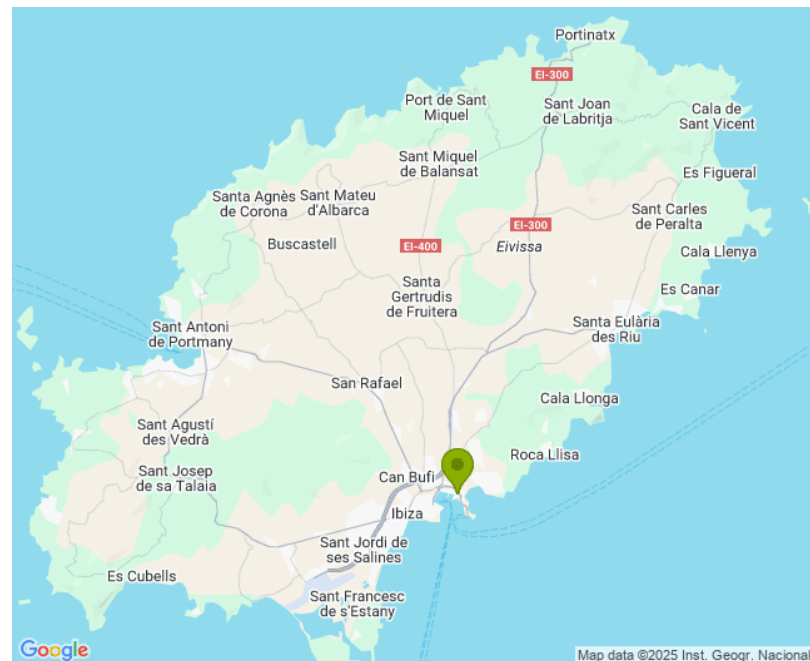 Portinatx
EI-300
Port de Sant
Miquel
Sant Joan
de Labritja
Cala de
Sant Vicent
Sant Miquel
de Balansat
Es Figueral
Santa Agnès
de Corona
Sant Mateu
d'Albarca
Sant Carles
de Peralta
EI-300
Buscastell
EI-400
Eivissa
Cala Llenya
Santa
Gertrudis
de Fruitera
Es Canar
Sant Antoni
de Portmany
Santa Eulària
des Riu
San Rafael
Cala Llonga
Sant Agustí
des Vedrà
Roca Llisa
Sant Josep
de sa Talaia
Can Bufi
Ibiza
Sant Jordi de
ses Salines
Es Cubells
Sant Francesc
de s'Estany
Google
Map data ©2025 Inst. Geogr. Nacional